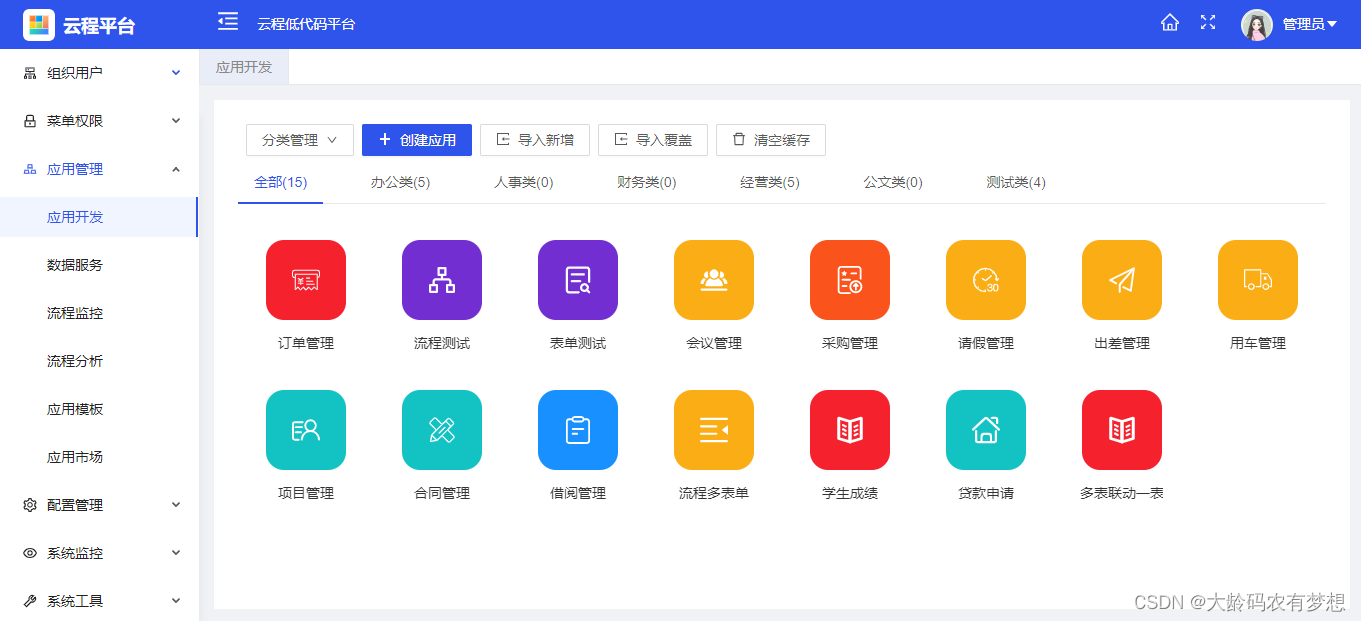 云程平台
云程低代码平台
管理员
组织用户
菜单权限
应用管理
应用开发
数据服务
流程监控
流程分析
应用模板
应用市场
配置管理
系统监控
系统工具
应用开发
分类管理 创建应用 导入新增 导入覆盖 清空缓存
全部(15) 办公类(5) 人事类(0) 财务类(0) 经营类(5) 公文类(0) 测试类(4)
30
订单管理 流程测试 表单测试 会议管理 采购管理 请假管理 出差管理 用车管理
项目管理 合同管理 借阅管理 流程多表单 学生成绩 贷款申请 多表联动一表
CSDN @大龄码农有梦想